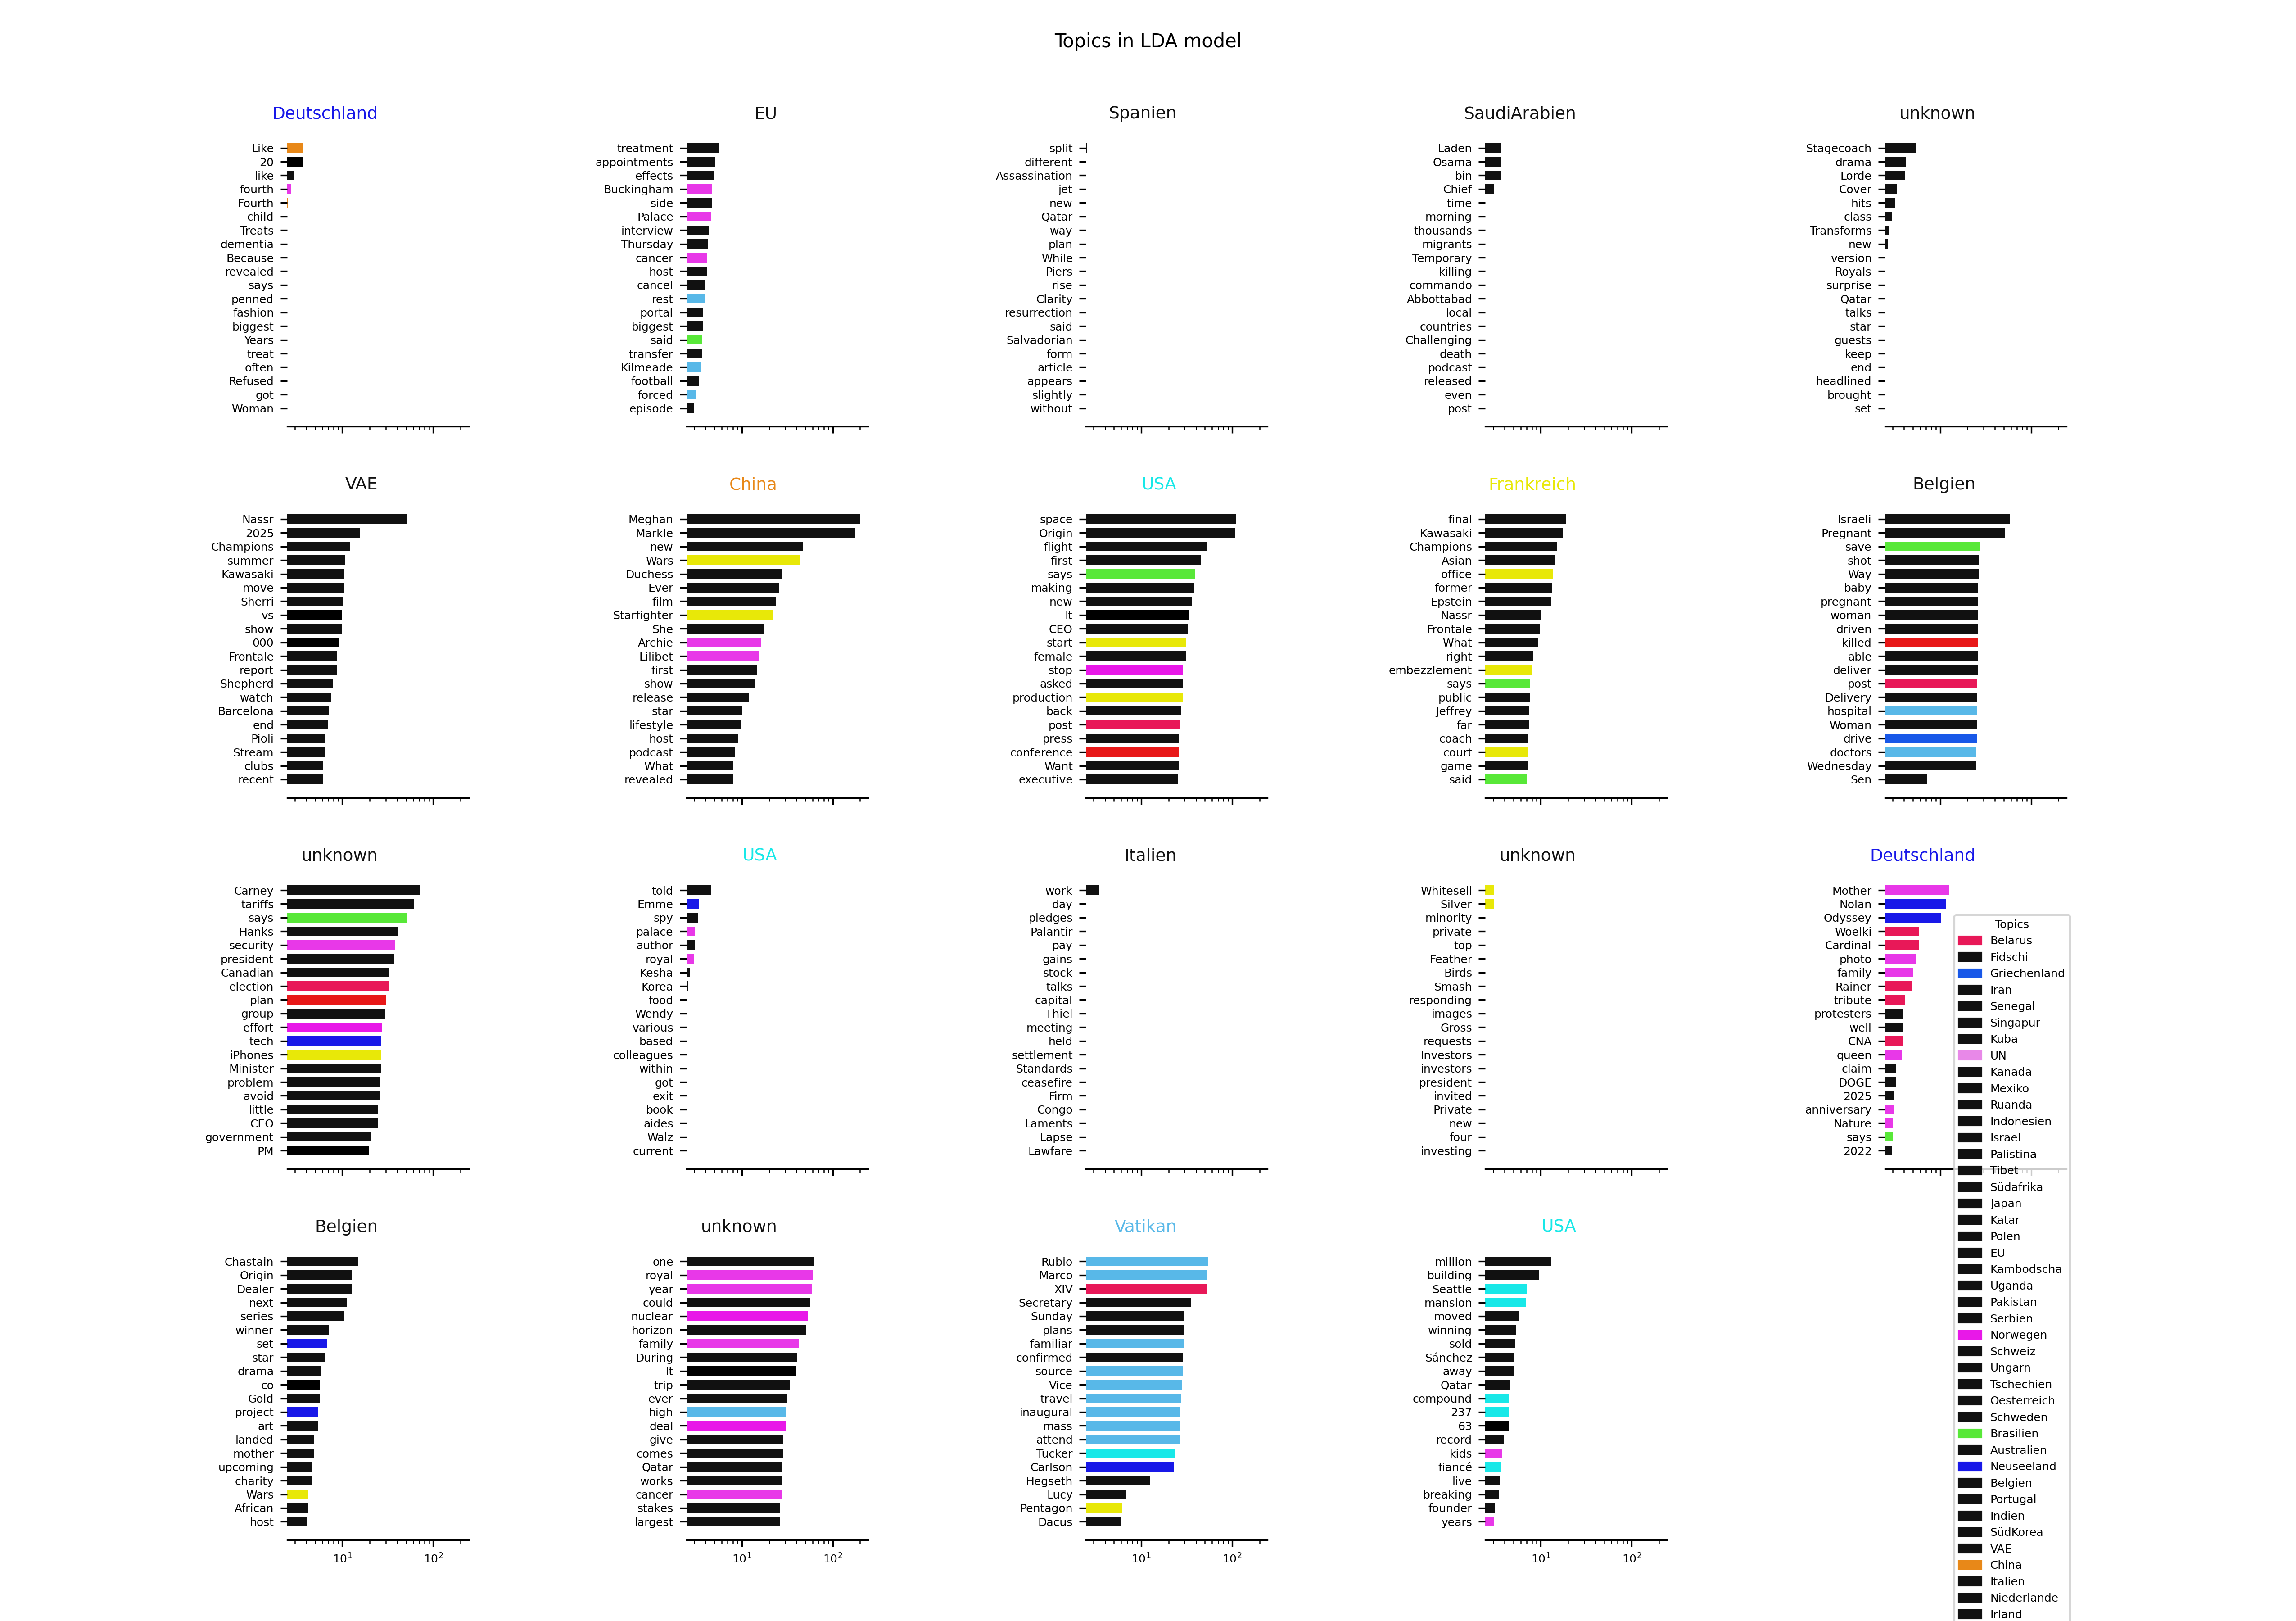 Topics in LDA model
Deutschland
Like
20
like
fourth
Fourth
child
Treats
dementia
Because
revealed
says
penned
fashion
biggest
Years
treat
often
Refused
got
Woman
EU
treatment
appointments
effects
Buckingham
side
Palace
interview
Thursday
cancer
host
cancel
rest
portal
biggest
said
transfer
Kilmeade
football
forced
episode
Spanien
split
different
Assassination
jet
new
Qatar
way
plan
While
Piers
rise
Clarity
resurrection
said
Salvadorian
form
article
appears
slightly
without
SaudiArabien
Laden
Osama
bin
Chief
time
morning
thousands
migrants
Temporary
killing
commando
Abbottabad
local
countries
Challenging
death
podcast
released
even
post
unknown
Stagecoach
drama
Lorde
Cover
hits
class
Transforms
new
version
Royals
surprise
Qatar
talks
star
guests
keep
end
headlined
brought
set
VAE
Nassr
2025
Champions
summer
Kawasaki
move
Sherri
vs
show
000
Frontale
report
Shepherd
watch
Barcelona
end
Pioli
Stream
clubs
recent
China
Meghan
Markle
new
Wars
Duchess
Ever
film
Starfighter
She
Archie
Lilibet
first
show
release
star
lifestyle
host
podcast
What
revealed
USA
space
Origin
flight
first
says
making
new
It
CEO
start
female
stop
asked
production
back
post
press
conference
Want
executive
Frankreich
final
Kawasaki
Champions
Asian
office
former
Epstein
Nassr
Frontale
What
right
embezzlement
says
public
Jeffrey
far
coach
court
game
said
Belgien
Israeli
Pregnant
save
shot
Way
baby
pregnant
woman
driven
killed
able
deliver
post
Delivery
hospital
Woman
drive
doctors
Wednesday
Sen
unknown
Carney
tariffs
says
Hanks
security
president
Canadian
election
plan
group
effort
tech
iPhones
Minister
problem
avoid
little
CEO
government
PM
USA
told
Emme
spy
palace
author
royal
Kesha
Korea
food
Wendy
various
based
colleagues
within
got
exit
book
aides
Walz
current
Italien
work
day
pledges
Palantir
pay
gains
stock
talks
capital
Thiel
meeting
held
settlement
Standards
ceasefire
Firm
Congo
Laments
Lapse
Lawfare
unknown
Whitesell
Silver
minority
private
top
Feather
Birds
Smash
responding
images
Gross
requests
Investors
investors
president
invited
Private
new
four
investing
Deutschland
Mother
Nolan
Odyssey
Woelki
Cardinal
photo
family
Rainer
tribute
protesters
well
CNA
queen
claim
DOGE
2025
anniversary
Nature
says
2022
Belgien
Chastain
Origin
Dealer
next
series
winner
set
star
drama
co
Gold
project
art
landed
mother
upcoming
charity
Wars
African
host
10¹ 10²
unknown
one
royal
year
could
nuclear
horizon
family
During
It
trip
ever
high
deal
give
comes
Qatar
works
cancer
stakes
largest
10¹ 10²
Vatikan
Rubio
Marco
XIV
Secretary
Sunday
plans
familiar
confirmed
source
Vice
travel
inaugural
mass
attend
Tucker
Carlson
Hegseth
Lucy
Pentagon
Dacus
10¹ 10²
USA
million
building
Seattle
mansion
moved
winning
sold
Sánchez
away
Qatar
compound
237
63
record
kids
fiancé
live
breaking
founder
years
10¹ 10²
Topics
Belarus
Fidschi
Griechenland
Iran
Senegal
Singapur
Kuba
UN
Kanada
Mexiko
Ruanda
Indonesien
Israel
Palistina
Tibet
Südafrika
Japan
Katar
Polen
EU
Kambodscha
Uganda
Pakistan
Serbien
Norwegen
Schweiz
Ungarn
Tschechien
Oesterreich
Schweden
Brasilien
Australien
Neuseeland
Belgien
Portugal
Indien
SüdKorea
VAE
China
Italien
Niederlande
Irland